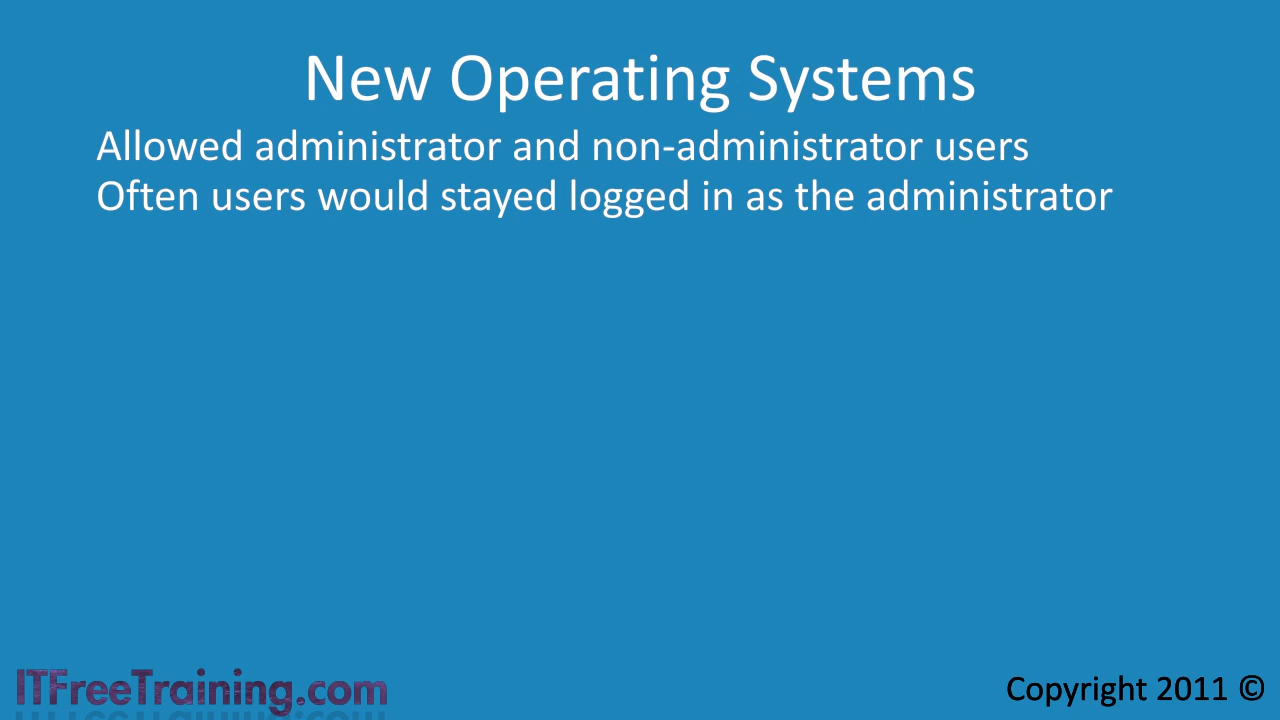 New Operating Systems
Allowed administrator and non-administrator users
Often users would stayed logged in as the administrator
ITFreeTraining.com
Copyright 2011 ©